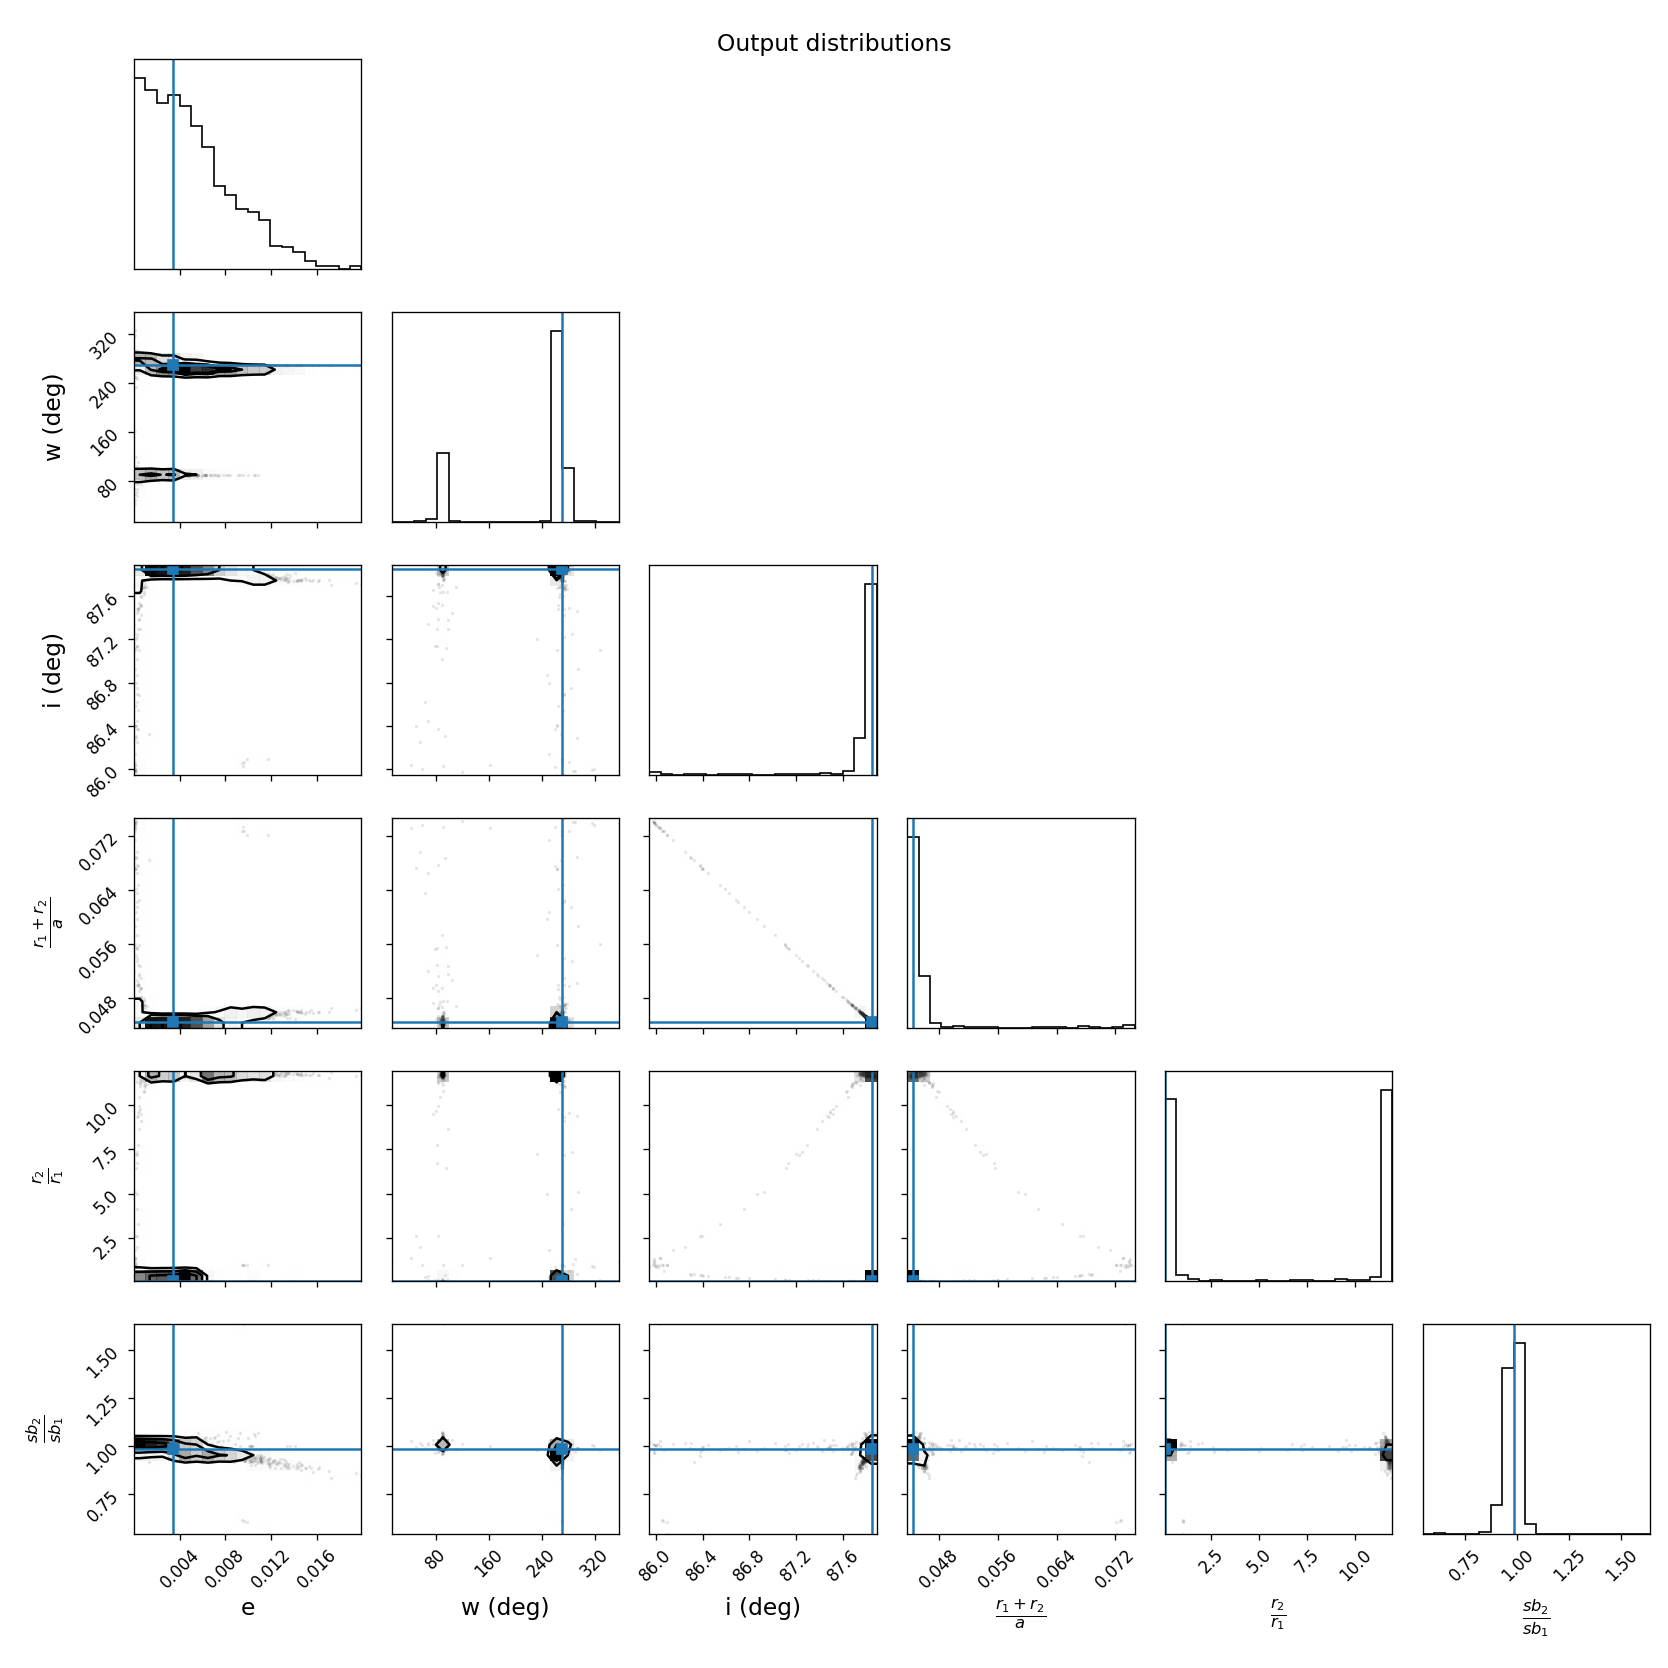 Output distributions
w (deg)
320
240
160
80
i (deg)
87.6
87.2
86.8
86.4
86.0
r₁ + r₂
a
0.072
0.064
0.056
0.048
r₂
r₁
10.0
7.5
5.0
2.5
sb₂
sb₁
1.50
1.25
1.00
0.75
0.004 0.008 0.012 0.016
80 160 240 320
86.0 86.4 86.8 87.2 87.6
0.048 0.056 0.064 0.072
2.5 5.0 7.5 10.0
0.75 1.00 1.25 1.50
e
w (deg)
i (deg)
r₁ + r₂
a
r₂
r₁
sb₂
sb₁